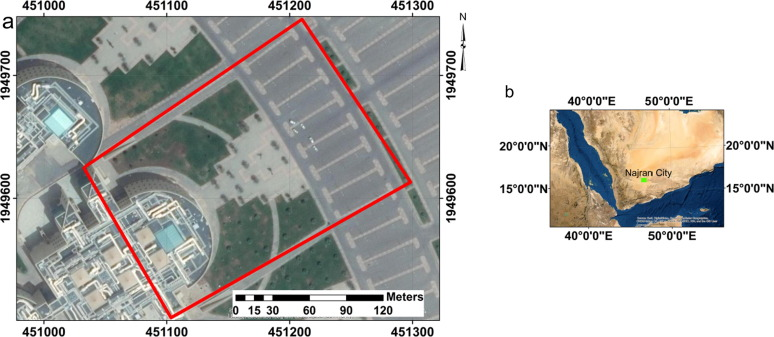 a
451000 451100 451200 451300
N
1949700
1949600
1949700
1949600
Meters
0 15 30 60 90 120
451000 451100 451200 451300
b
40°0'0"E 50°0'0"E
20°0'0"N
15°0'0"N
20°0'0"N
15°0'0"N
Najran City
40°0'0"E 50°0'0"E